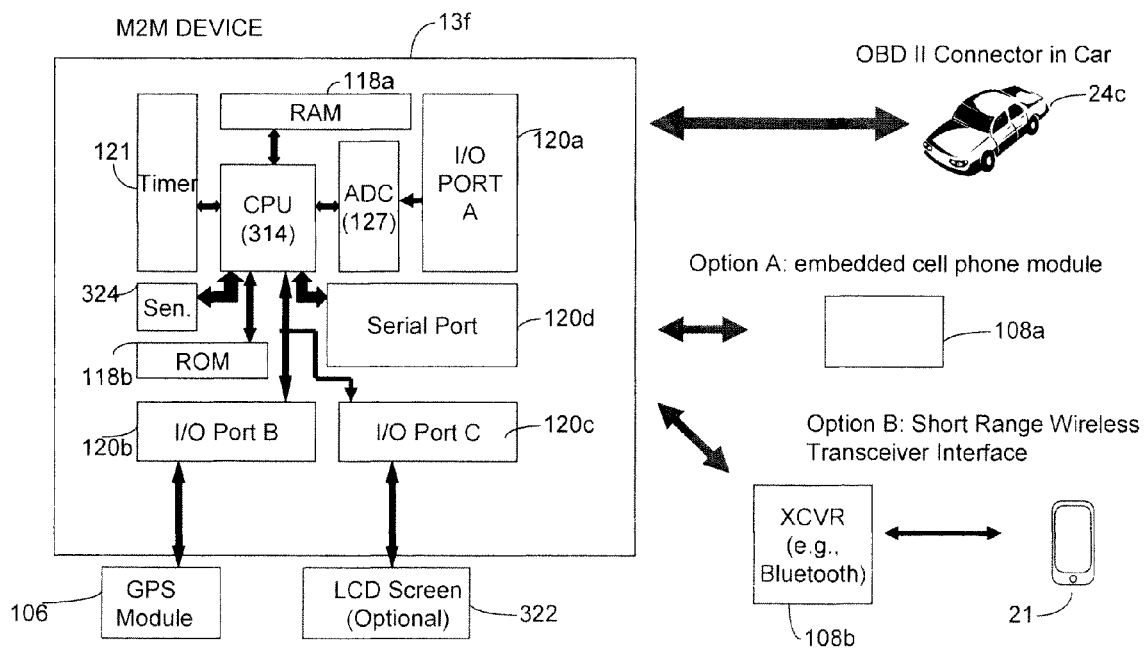 M2M DEVICE
13f
118a
RAM
121
Timer
CPU
(314)
ADC
(127)
I/O
PORT
A
120a
324
Sen.
Serial Port
120d
118b
ROM
120b
I/O Port B
I/O Port C
120c
106
GPS
Module
LCD Screen
(Optional)
322
OBD II Connector in Car
24c
Option A: embedded cell phone module
108a
Option B: Short Range Wireless
Transceiver Interface
XCVR
(e.g.,
Bluetooth)
108b
21